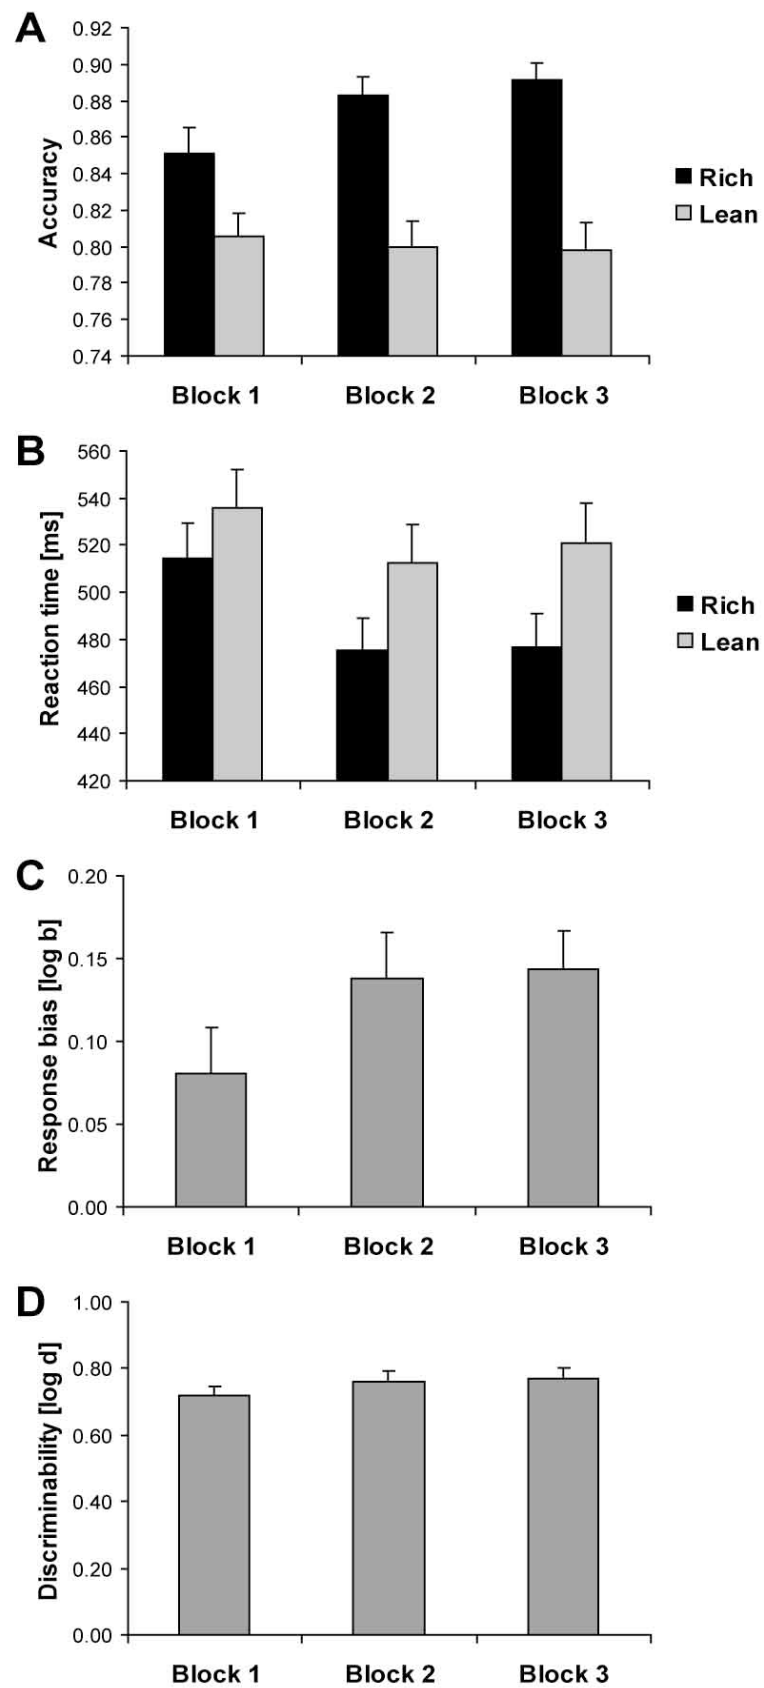 A
Accuracy
0.92
0.90
0.88
0.86
0.84
0.82
0.80
0.78
0.76
0.74
Block 1 Block 2 Block 3
Rich
Lean
B
Reaction time [ms]
560
540
520
500
480
460
440
420
Block 1 Block 2 Block 3
Rich
Lean
C
Response bias [log b]
0.20
0.15
0.10
0.05
0.00
Block 1 Block 2 Block 3
D
Discriminability [log d]
1.00
0.80
0.60
0.40
0.20
0.00
Block 1 Block 2 Block 3